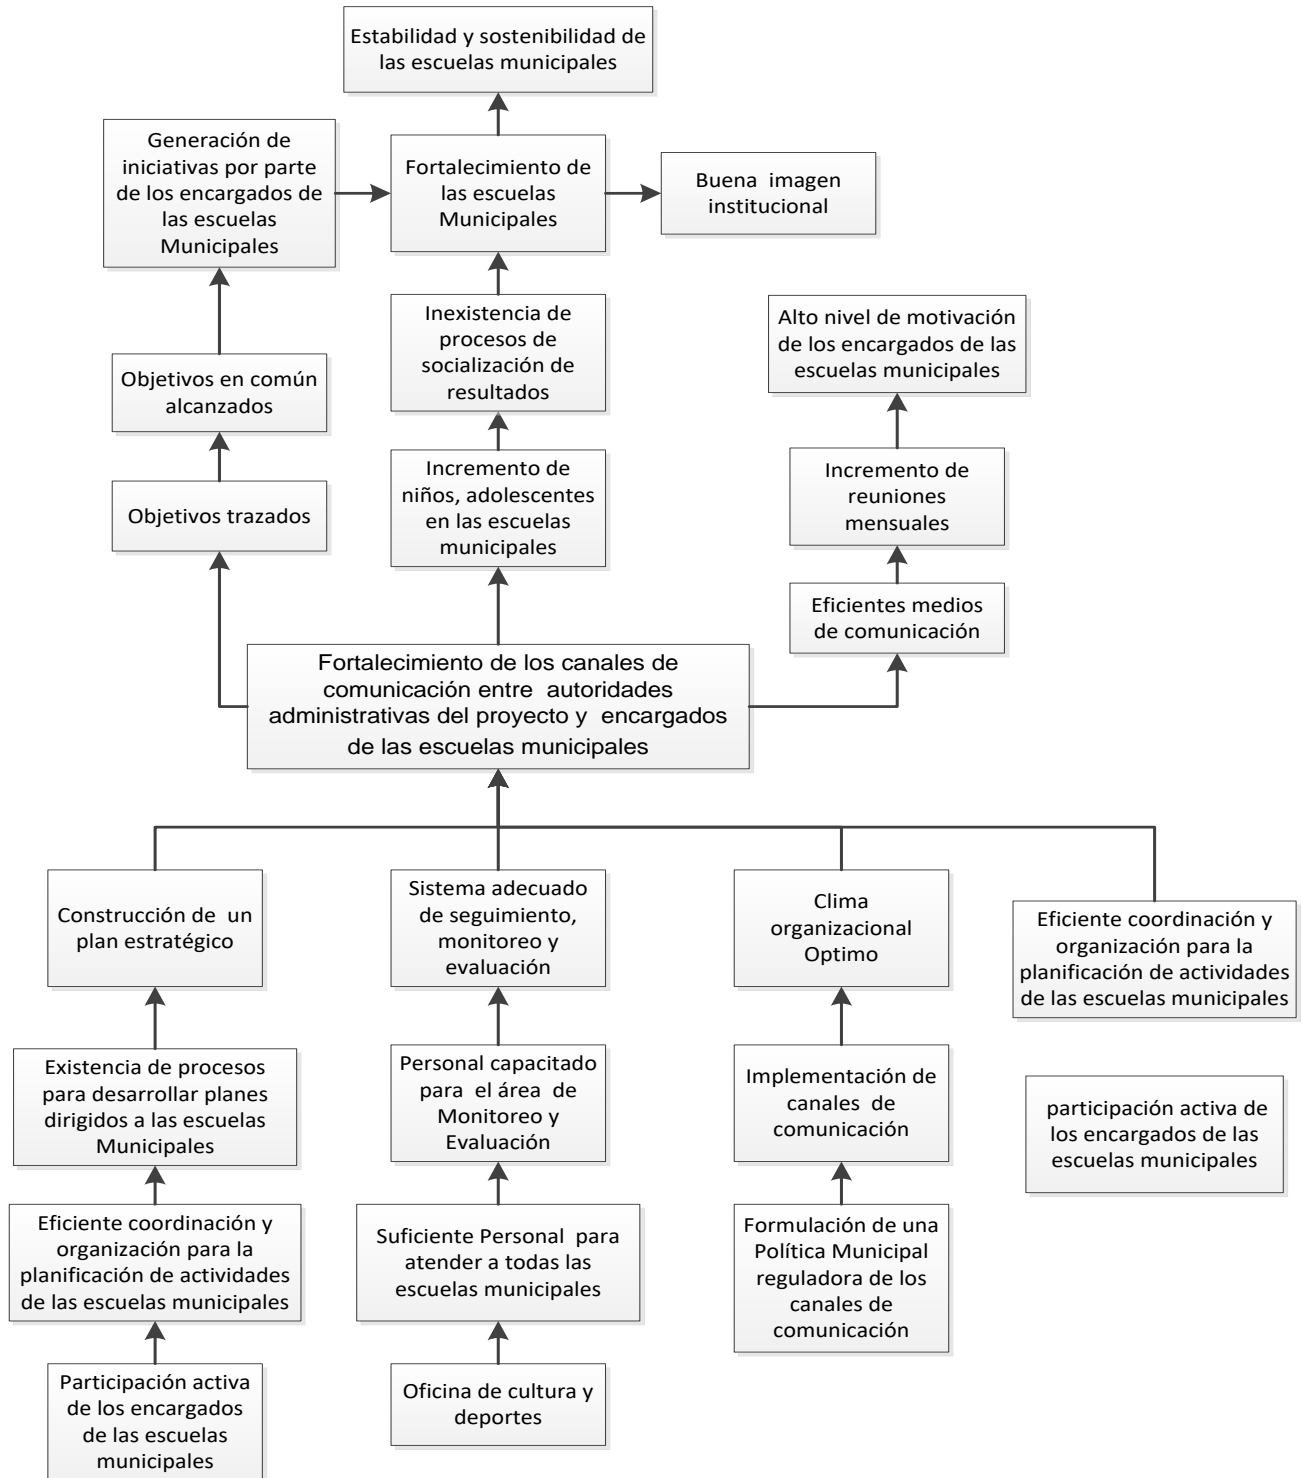 Estabilidad y sostenibilidad de
las escuelas municipales
Generación de
iniciativas por parte
de los encargados de
las escuelas
Municipales
Fortalecimiento de
las escuelas
Municipales
Buena imagen
institucional
Inexistencia de
procesos de
socialización de
resultados
Alto nivel de motivación
de los encargados de las
escuelas municipales
Objetivos en común
alcanzados
Incremento de
niños, adolescentes
en las escuelas
municipales
Incremento de
reuniones
mensuales
Objetivos trazados
Eficientes medios
de comunicación
Fortalecimiento de los canales de
comunicación entre autoridades
administrativas del proyecto y encargados
de las escuelas municipales
Construcción de un
plan estratégico
Sistema adecuado
de seguimiento,
monitoreo y
evaluación
Clima
organizacional
Optimo
Eficiente coordinación y
organización para la
planificación de actividades
de las escuelas municipales
Existencia de procesos
para desarrollar planes
dirigidos a las escuelas
Municipales
Personal capacitado
para el área de
Monitoreo y
Evaluación
Implementación de
canales de
comunicación
participación activa de
los encargados de las
escuelas municipales
Eficiente coordinación y
organización para la
planificación de actividades
de las escuelas municipales
Suficiente Personal para
atender a todas las
escuelas municipales
Formulación de una
Política Municipal
reguladora de los
canales de
comunicación
Participación activa
de los encargados
de las escuelas
municipales
Oficina de cultura y
deportes